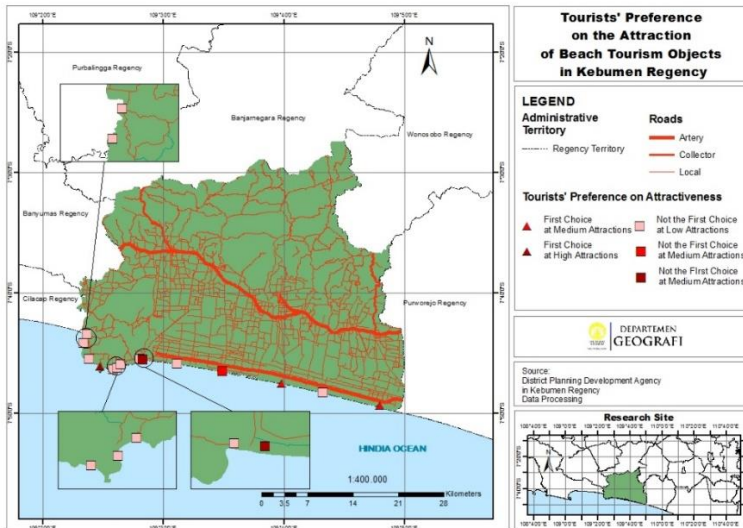 Tourists' Preference
on the Attraction
of Beach Tourism Objects
in Kebumen Regency
LEGEND
Administrative
Territory
Regency Territory
Roads
Artery
Collector
Local
Tourists' Preference on Attractiveness
First Choice
at Medium Attractions
First Choice
at High Attractions
Not the First Choice
at Low Attractions
Not the First Choice
at Medium Attractions
Not the First Choice
at Medium Attractions
DEPARTEMEN
GEOGRAFI
Source:
District Planning Development Agency
in Kebumen Regency
Data Processing
Research Site
N
Purbalingga Regency
Banjarnegara Regency
Wonosobo Regency
Banyumas Regency
Cilacap Regency
Purworejo Regency
HINDIA OCEAN
1:400.000
Kilometers
0 3.5 7 14 21 28